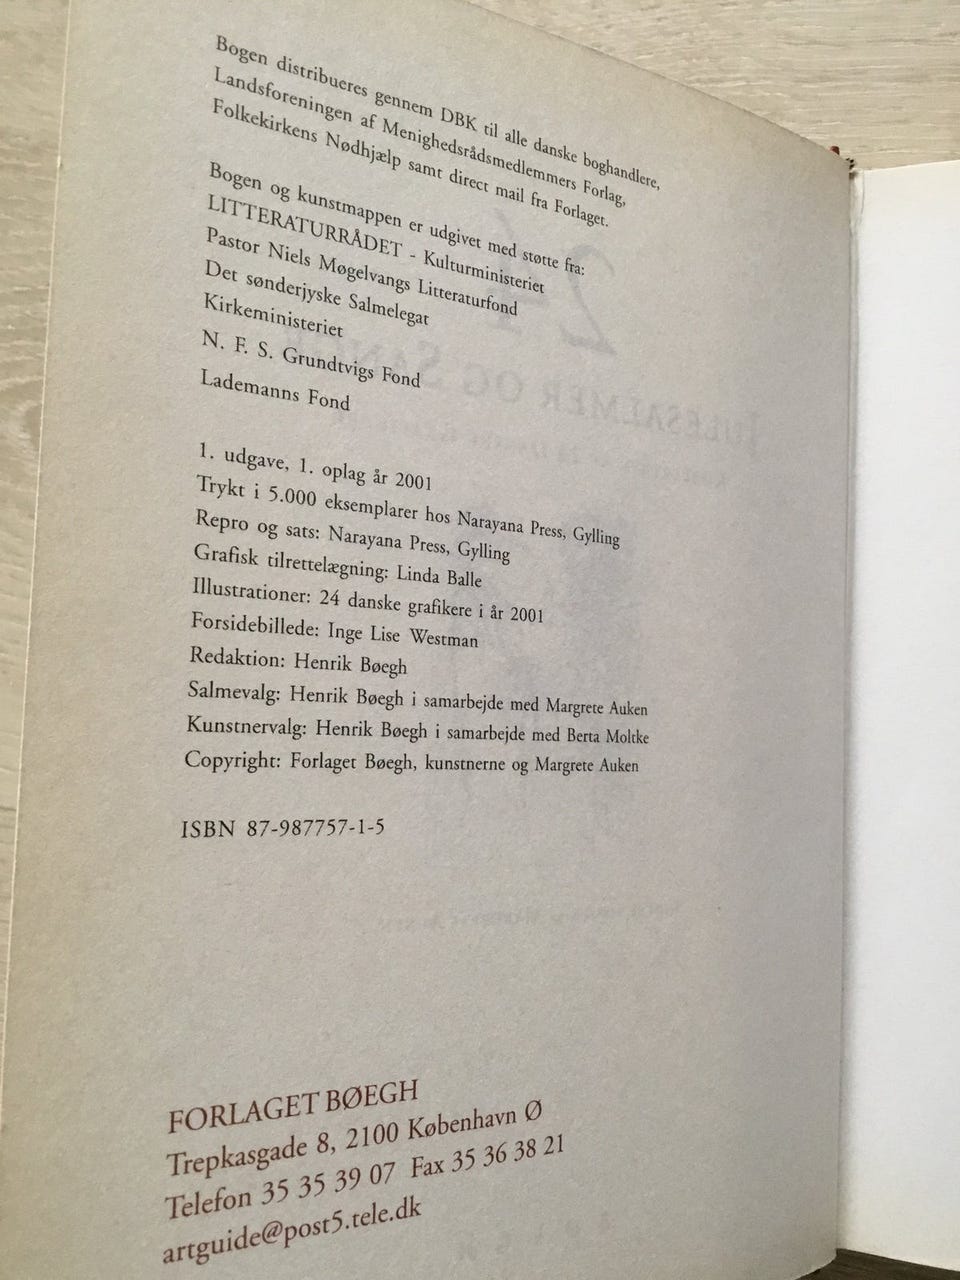 Bogen distribueres gennem DBK til alle danske boghandlere,
Landsforeningen af Menighedsrådsmedlemmers Forlag,
Folkekirkens Nødhjælp samt direct mail fra Forlaget.
Bogen og kunstmappen er udgivet med støtte fra:
LITTERATURRÅDET - Kulturministeriet
Pastor Niels Møgelvangs Litteraturfond
Det sønderjyske Salmelegat
Kirkeministeriet
N. F. S. Grundtvigs Fond
Lademanns Fond
1. udgave, 1. oplag år 2001
Trykt i 5.000 eksemplarer hos Narayana Press, Gylling
Repro og sats: Narayana Press, Gylling
Grafisk tilrettelægning: Linda Balle
Illustrationer: 24 danske grafikere i år 2001
Forsidebillede: Inge Lise Westman
Redaktion: Henrik Bøegh
Salmevalg: Henrik Bøegh i samarbejde med Margrete Auken
Kunstnervalg: Henrik Bøegh i samarbejde med Berta Moltke
Copyright: Forlaget Bøegh, kunstnerne og Margrete Auken
ISBN 87-987757-1-5
FORLAGET BØEGH
Trepkasgade 8, 2100 København Ø
Telefon 35 35 39 07 Fax 35 36 38 21
artguide@post5.tele.dk
24
JULESALMER OG